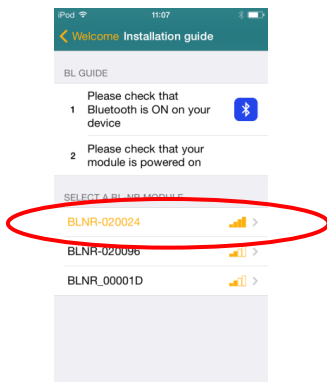 iPod 11:07
Welcome Installation guide
BL GUIDE
1 Please check that
Bluetooth is ON on your
device
2 Please check that your
module is powered on
SELECT A BL-NR MODULE
BLNR-020024
BLNR-020096
BLNR_00001D